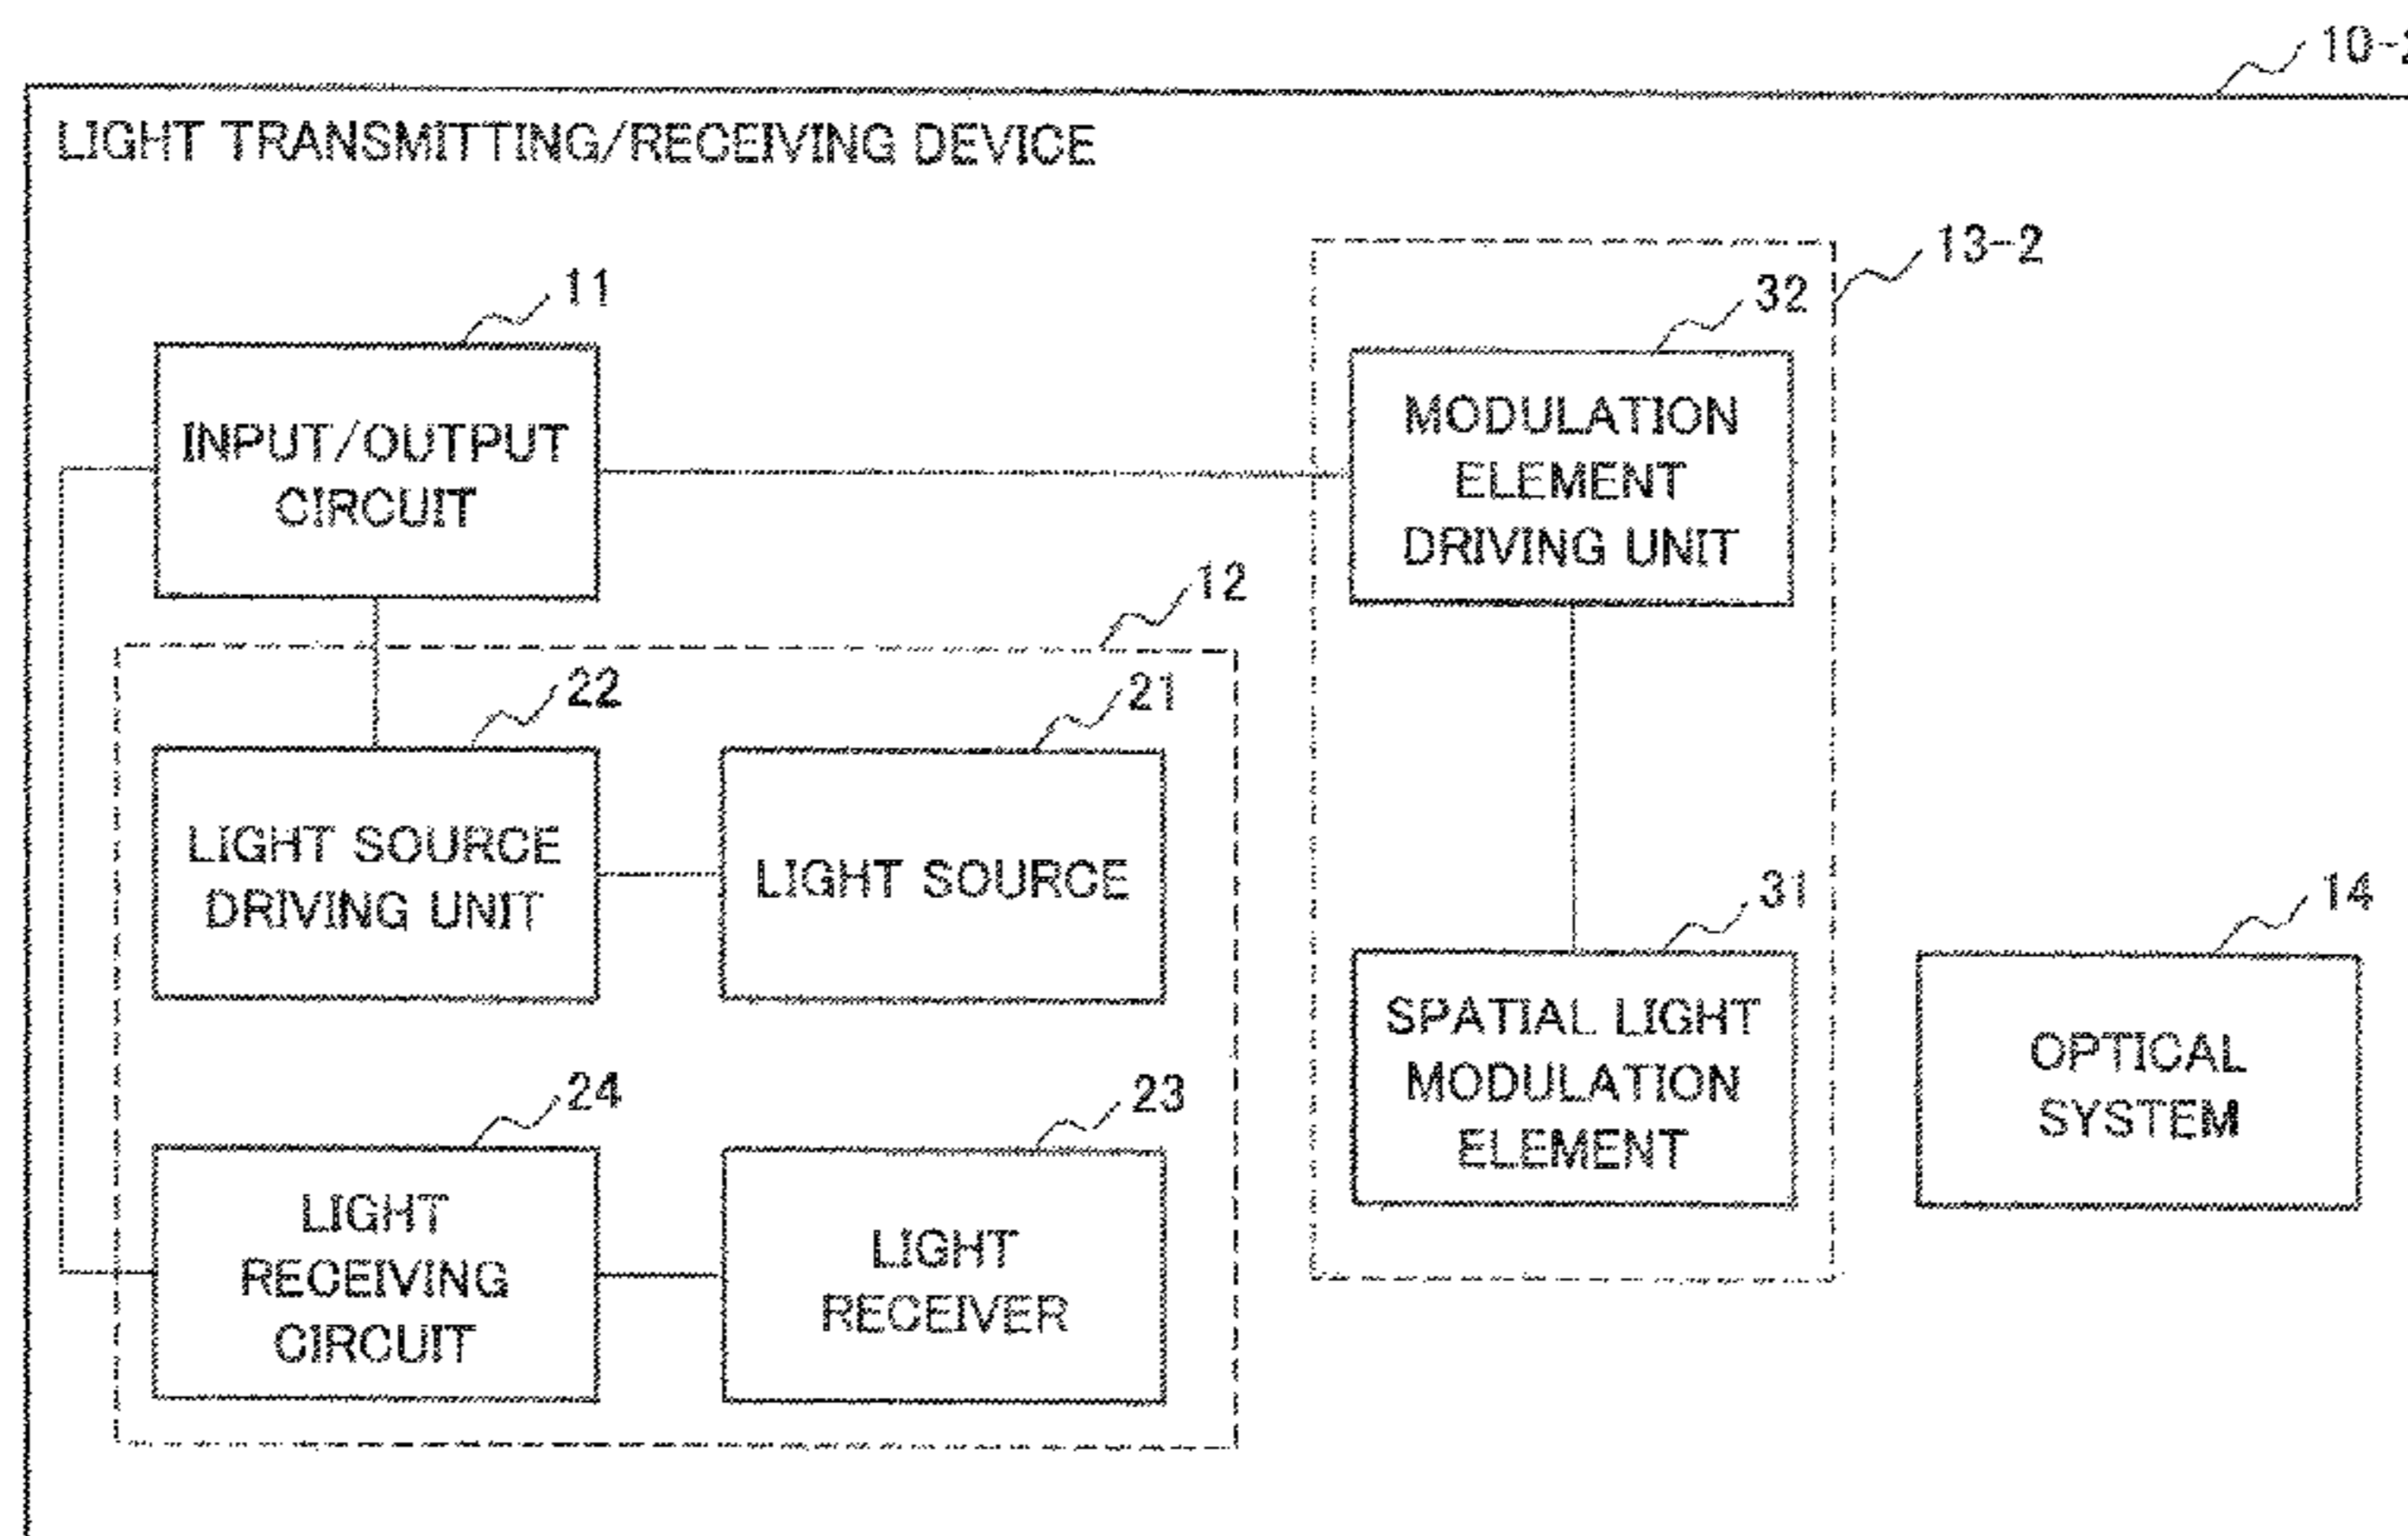 10-2
LIGHT TRANSMITTING/RECEIVING DEVICE
13-2
11
32
INPUT/OUTPUT
CIRCUIT
MODULATION
ELEMENT
DRIVING UNIT
12
22
21
LIGHT SOURCE
DRIVING UNIT
LIGHT SOURCE
31
14
SPATIAL LIGHT
MODULATION
ELEMENT
OPTICAL
SYSTEM
24
23
LIGHT
RECEIVING
CIRCUIT
LIGHT
RECEIVER